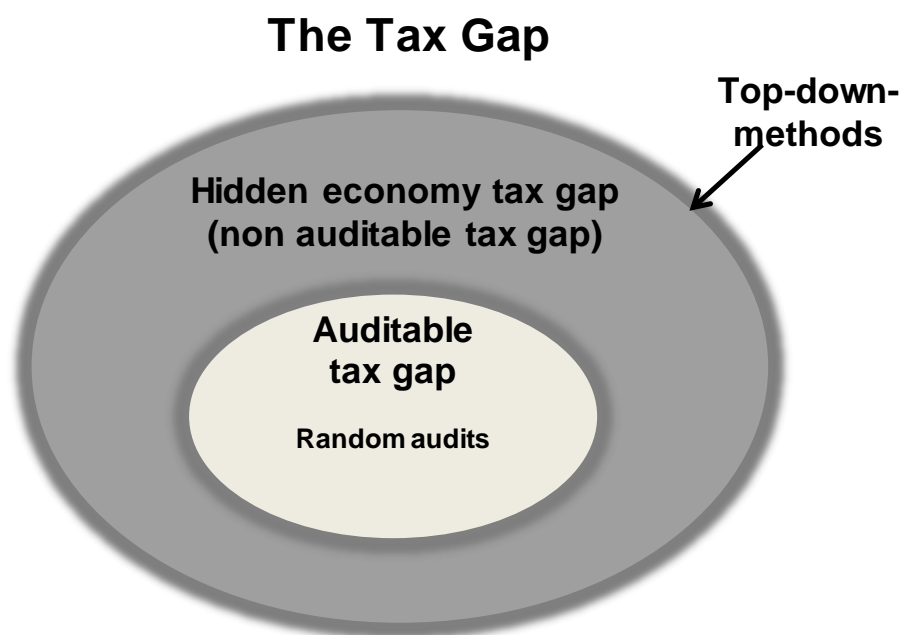 The Tax Gap
Top-down-
methods
Hidden economy tax gap
(non auditable tax gap)
Auditable
tax gap
Random audits